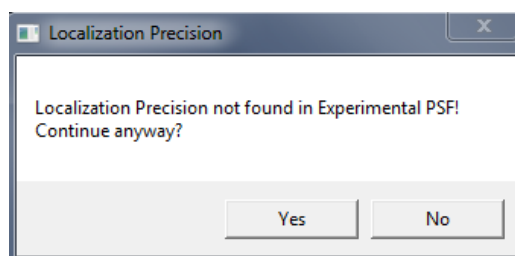 Localization Precision
X
Localization Precision not found in Experimental PSF!
Continue anyway?
Yes
No